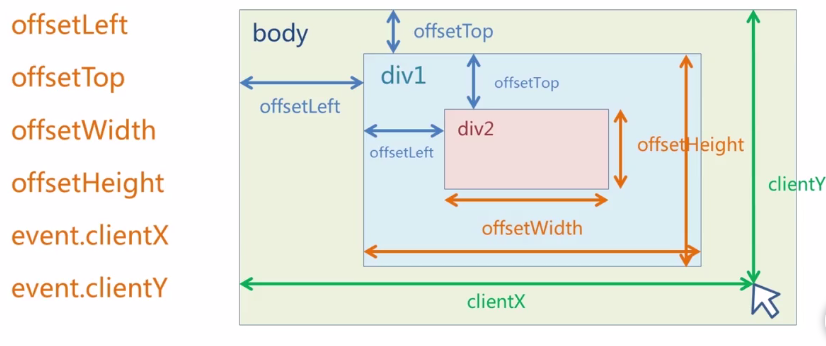 offsetLeft
offsetTop
offsetWidth
offsetHeight
event.clientX
event.clientY
body
offsetTop
offsetLeft
div1
offsetTop
offsetLeft
div2
offsetHeight
offsetWidth
clientY
clientX